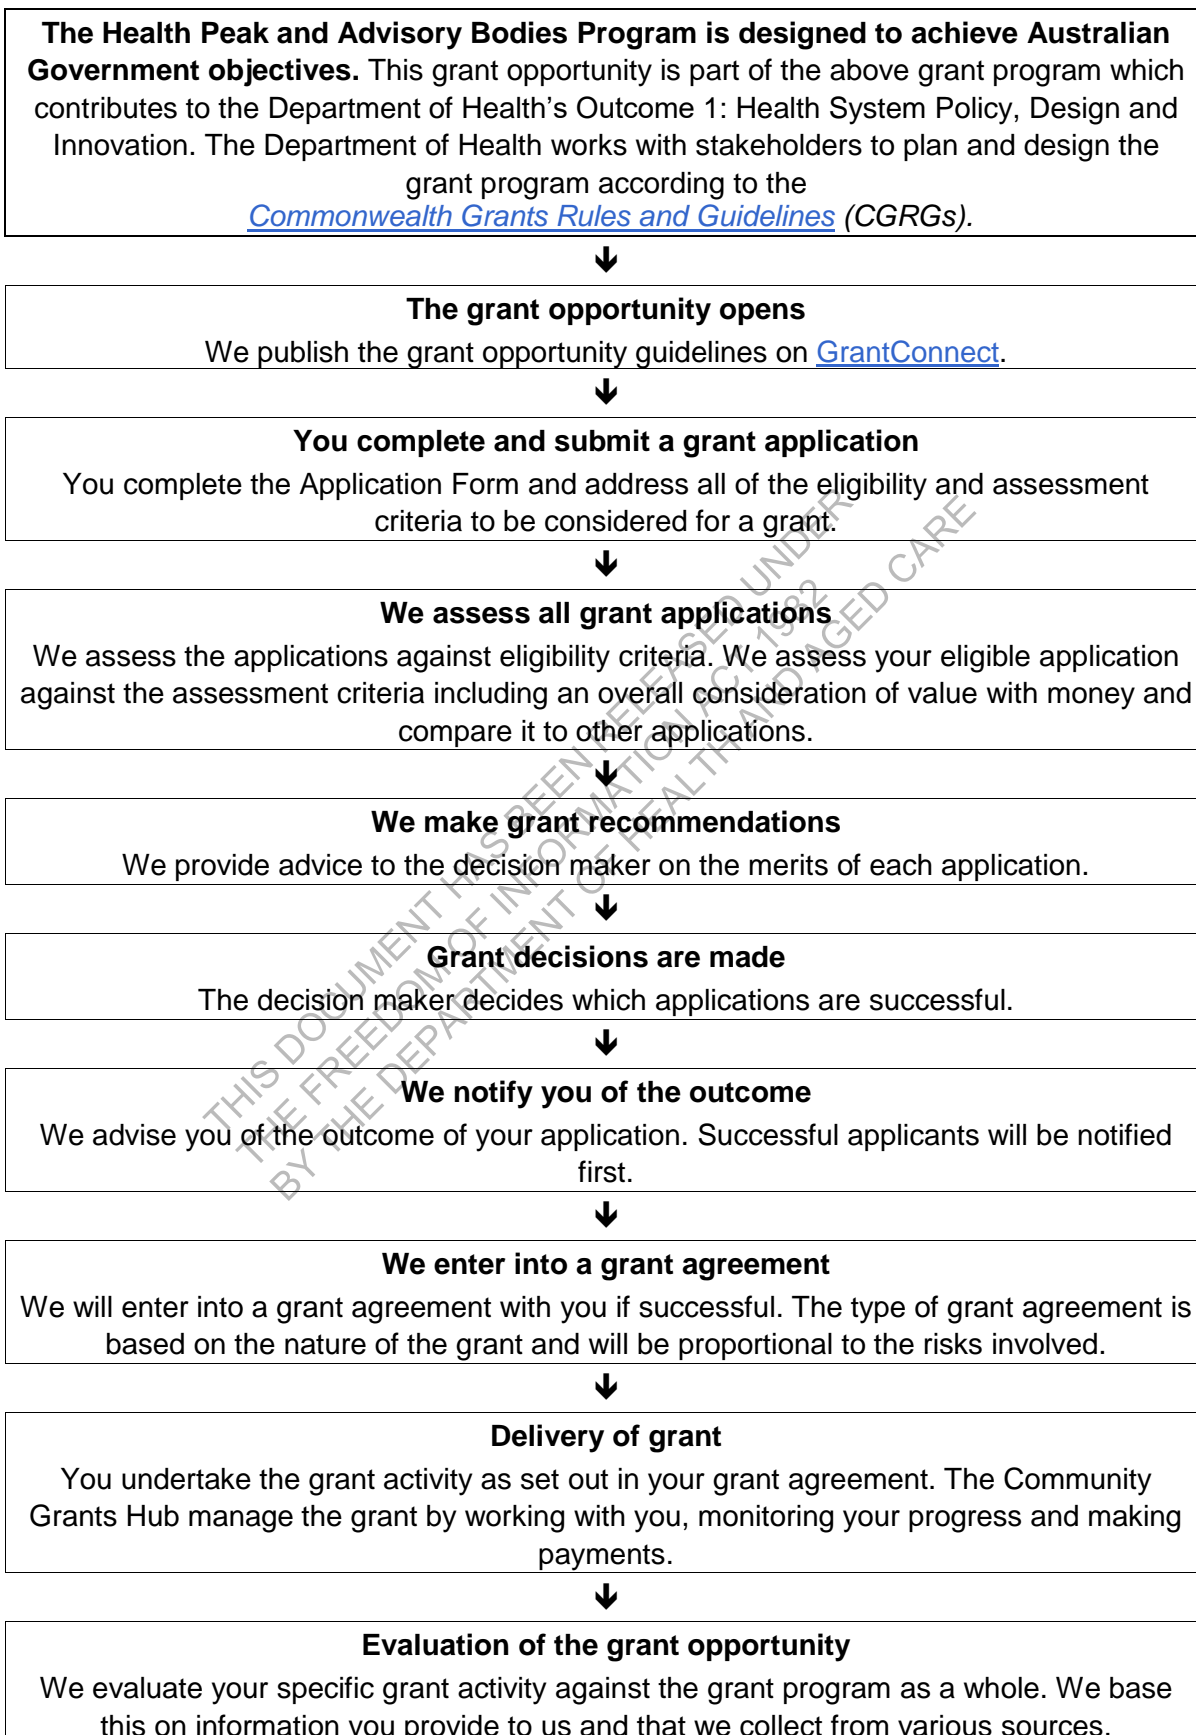 The Health Peak and Advisory Bodies Program is designed to achieve Australian
Government objectives. This grant opportunity is part of the above grant program which
contributes to the Department of Health's Outcome 1: Health System Policy, Design and
Innovation. The Department of Health works with stakeholders to plan and design the
grant program according to the
Commonwealth Grants Rules and Guidelines (CGRGs).
The grant opportunity opens
We publish the grant opportunity guidelines on GrantConnect.
You complete and submit a grant application
You complete the Application Form and address all of the eligibility and assessment
criteria to be considered for a grant.
We assess all grant applications
We assess the applications against eligibility criteria. We assess your eligible application
against the assessment criteria including an overall consideration of value with money and
compare it to other applications.
We make grant recommendations
We provide advice to the decision maker on the merits of each application.
Grant decisions are made
The decision maker decides which applications are successful.
We notify you of the outcome
We advise you of the outcome of your application. Successful applicants will be notified
first.
We enter into a grant agreement
We will enter into a grant agreement with you if successful. The type of grant agreement is
based on the nature of the grant and will be proportional to the risks involved.
Delivery of grant
You undertake the grant activity as set out in your grant agreement. The Community
Grants Hub manage the grant by working with you, monitoring your progress and making
payments.
Evaluation of the grant opportunity
We evaluate your specific grant activity against the grant program as a whole. We base
this on information you provide to us and that we collect from various sources.
THIS DOCUMENT HAS BEEN RELEASED UNDER
THE FREEDOM OF INFORMATION ACT 1982
BY THE DEPARTMENT OF HEALTH AND AGED CARE